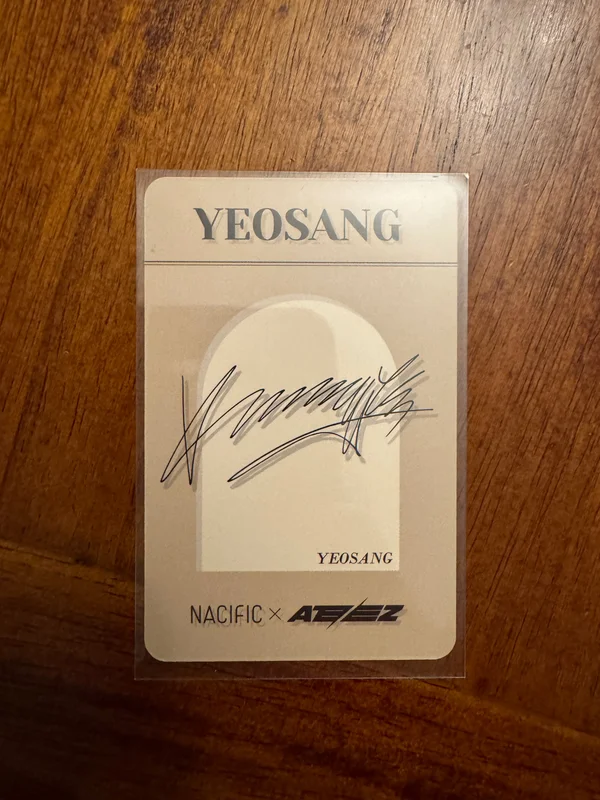 YEOSANG
YEOSANG
NACIFIC × ATEEZ